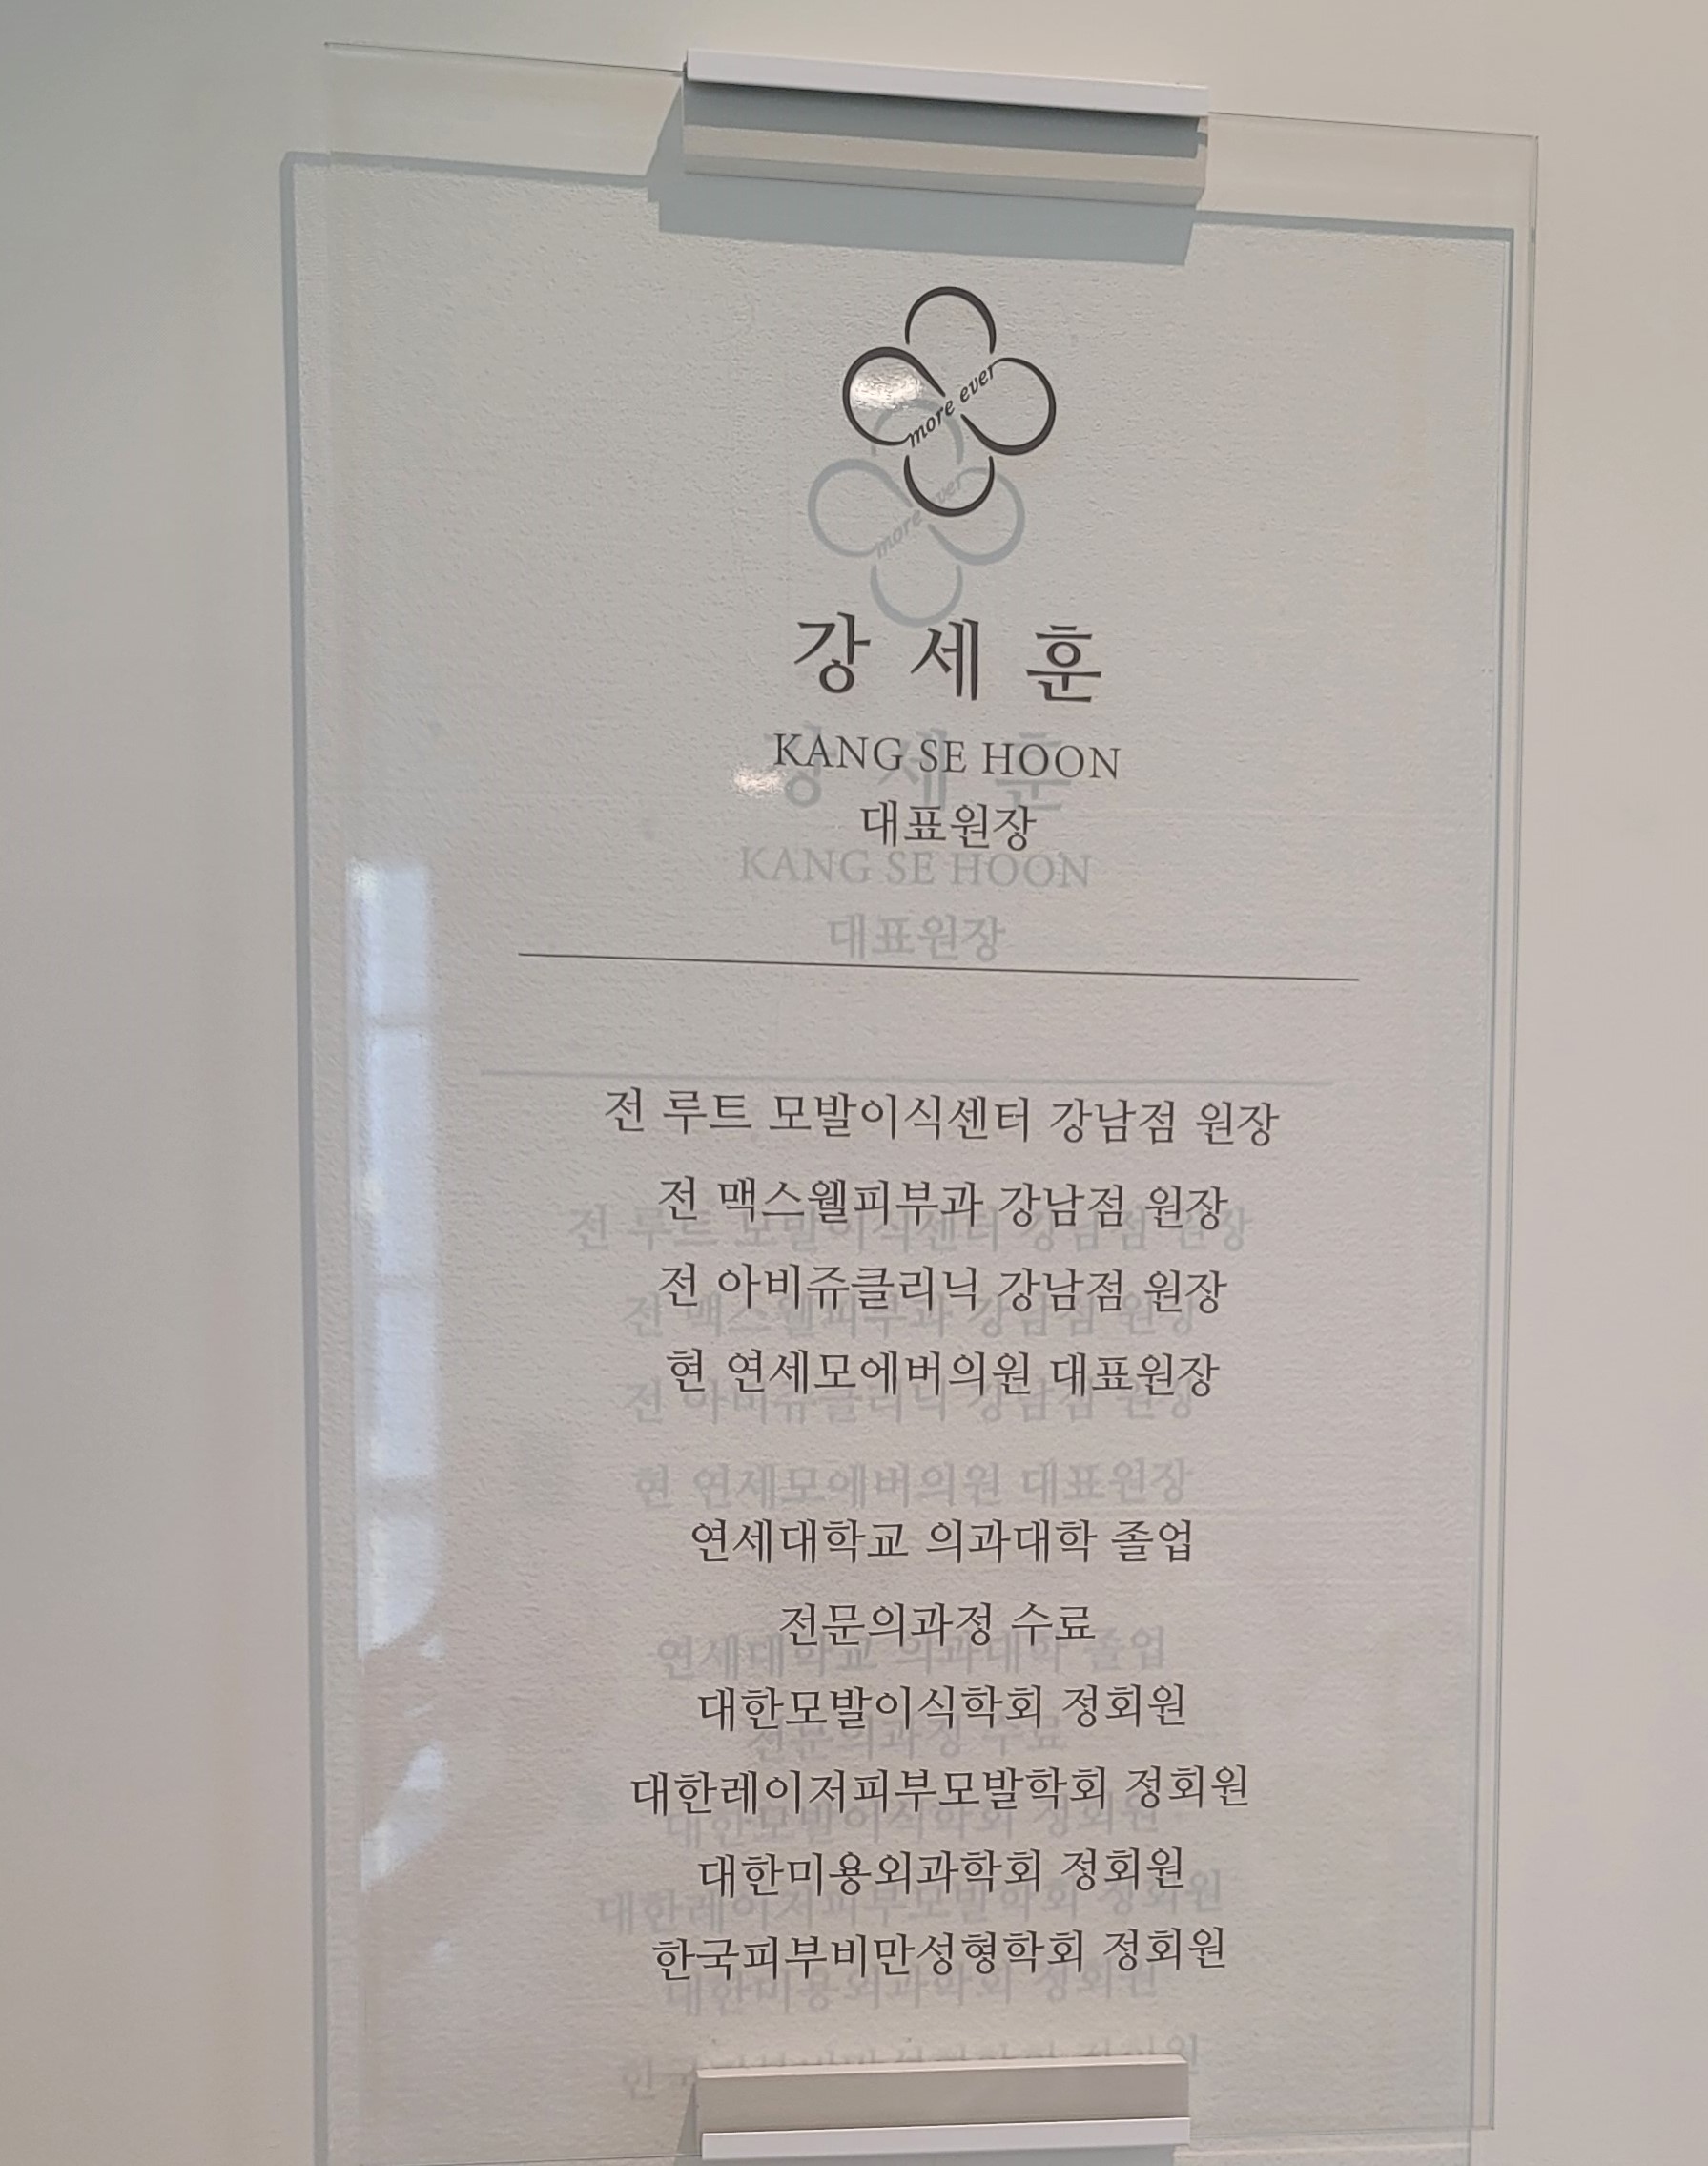 more ever
강 세 훈
KANG SE HOON
대표원장
전 루트 모발이식센터 강남점 원장
전 맥스웰피부과 강남점 원장
전 아비쥬클리닉 강남점 원장
현 연세모에버의원 대표원장
연세대학교 의과대학 졸업
전문의과정 수료
대한모발이식학회 정회원
대한레이저피부모발학회 정회원
대한미용외과학회 정회원
한국피부비만성형학회 정회원